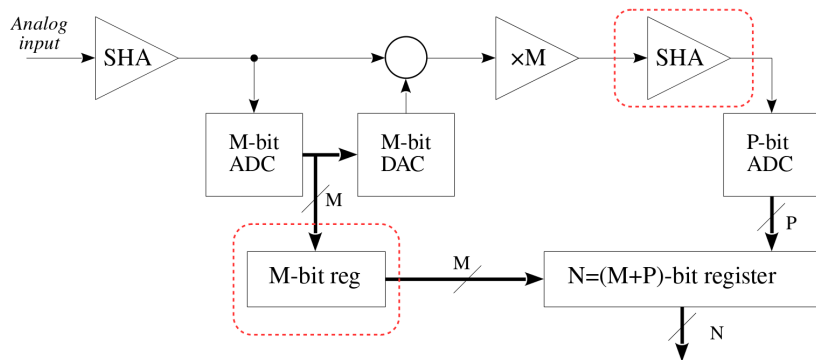 Analog
input
SHA
×M
SHA
M-bit
ADC
M-bit
DAC
P-bit
ADC
M
P
M-bit reg
M
N=(M+P)-bit register
N